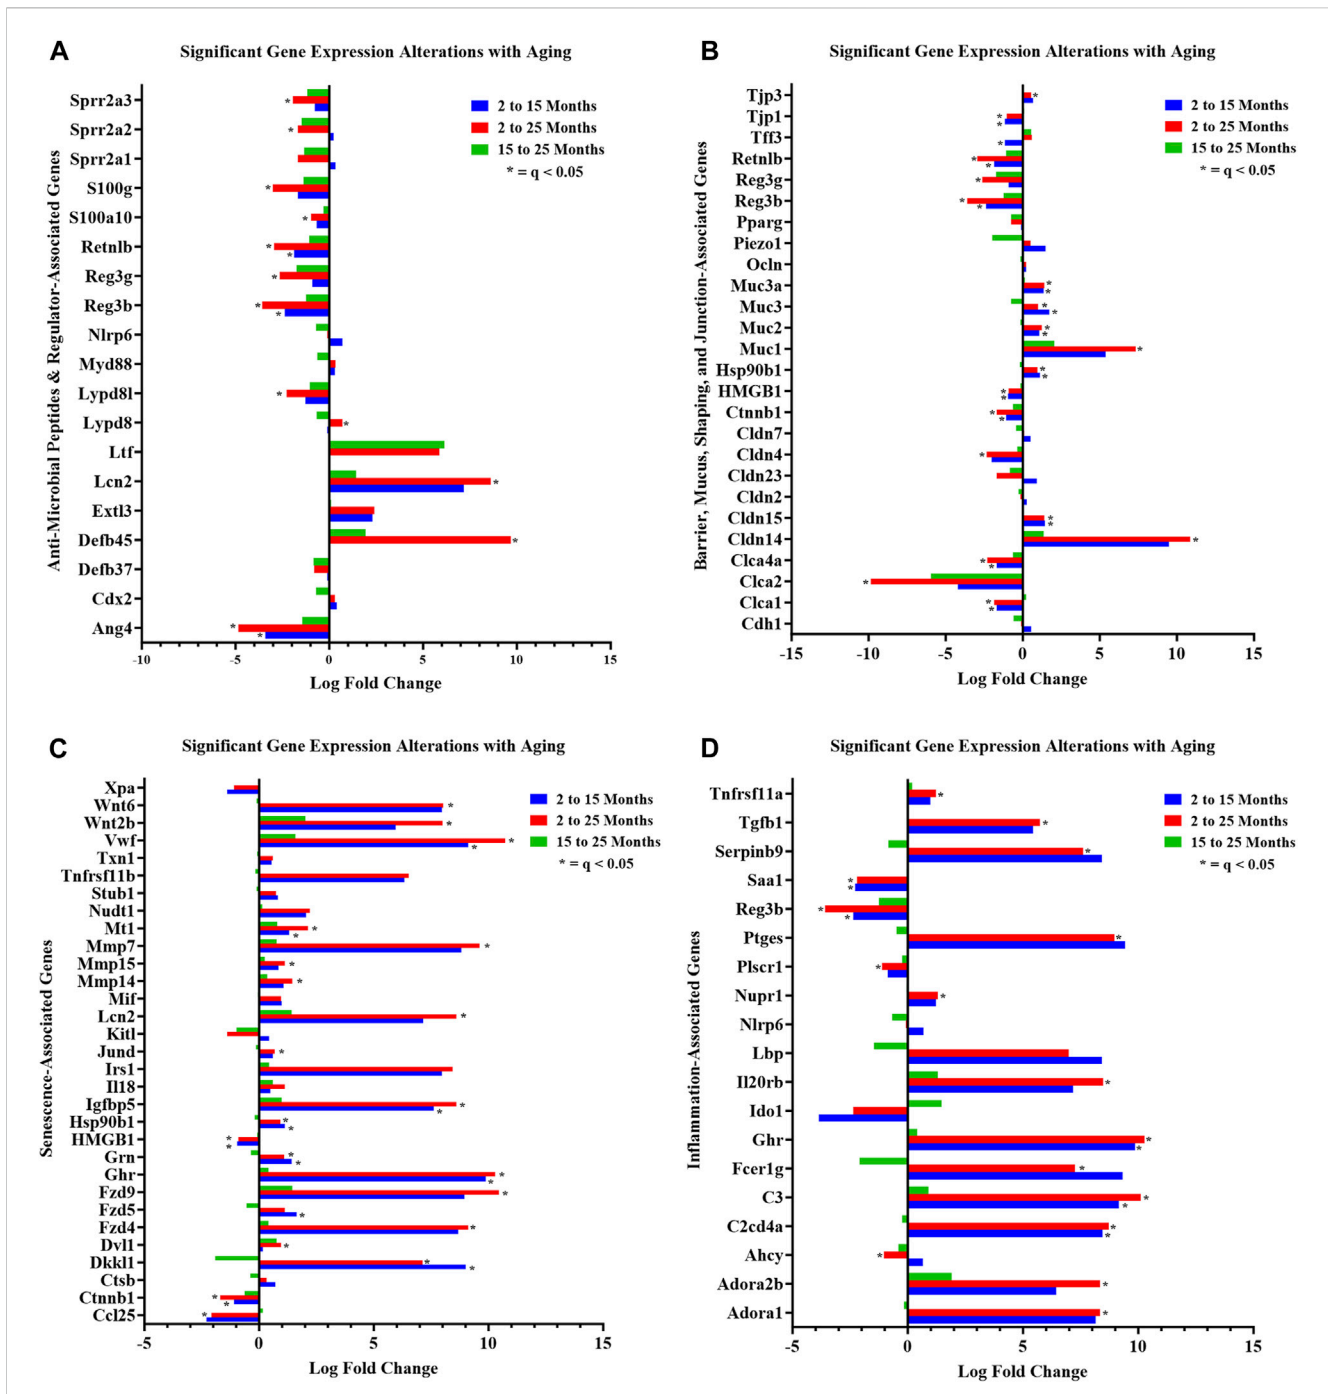 A
Significant Gene Expression Alterations with Aging
Anti-Microbial Peptides & Regulator-Associated Genes
Sprr2a3
Sprr2a2
Sprr2a1
S100g
S100a10
Retnlb
Reg3g
Reg3b
Nlrp6
Myd88
Lypd8l
Lypd8
Ltf
Lcn2
Extl3
Defb45
Defb37
Cdx2
Ang4
2 to 15 Months
2 to 25 Months
15 to 25 Months
* = q < 0.05
-10 -5 0 5 10 15
Log Fold Change
B
Significant Gene Expression Alterations with Aging
Barrier, Mucus, Shaping, and Junction-Associated Genes
Tjp3
Tjp1
Tff3
Retnlb
Reg3g
Reg3b
Pparg
Piezo1
Ocln
Muc3a
Muc3
Muc2
Muc1
Hsp90b1
HMGB1
Ctnnb1
Cldn7
Cldn4
Cldn23
Cldn2
Cldn15
Cldn14
Clca4a
Clca2
Clca1
Cdh1
2 to 15 Months
2 to 25 Months
15 to 25 Months
* = q < 0.05
-15 -10 -5 0 5 10 15
Log Fold Change
C
Significant Gene Expression Alterations with Aging
Senescence-Associated Genes
Xpa
Wnt6
Wnt2b
Vwf
Txn1
Tnfrsf11b
Stub1
Nudt1
Mt1
Mmp7
Mmp15
Mmp14
Mif
Lcn2
Kitl
Jund
Irs1
Il18
Igfbp5
Hsp90b1
HMGB1
Grn
Ghr
Fzd9
Fzd5
Fzd4
Dvl1
Dkkl1
Ctsb
Ctnnb1
Ccl25
2 to 15 Months
2 to 25 Months
15 to 25 Months
* = q < 0.05
-5 0 5 10 15
Log Fold Change
D
Significant Gene Expression Alterations with Aging
Inflammation-Associated Genes
Tnfrsf11a
Tgfb1
Serpinb9
Saa1
Reg3b
Ptges
Plscr1
Nupr1
Nlrp6
Lbp
Il20rb
Ido1
Ghr
Fcer1g
C3
C2cd4a
Ahcy
Adora2b
Adora1
2 to 15 Months
2 to 25 Months
15 to 25 Months
* = q < 0.05
-5 0 5 10 15
Log Fold Change